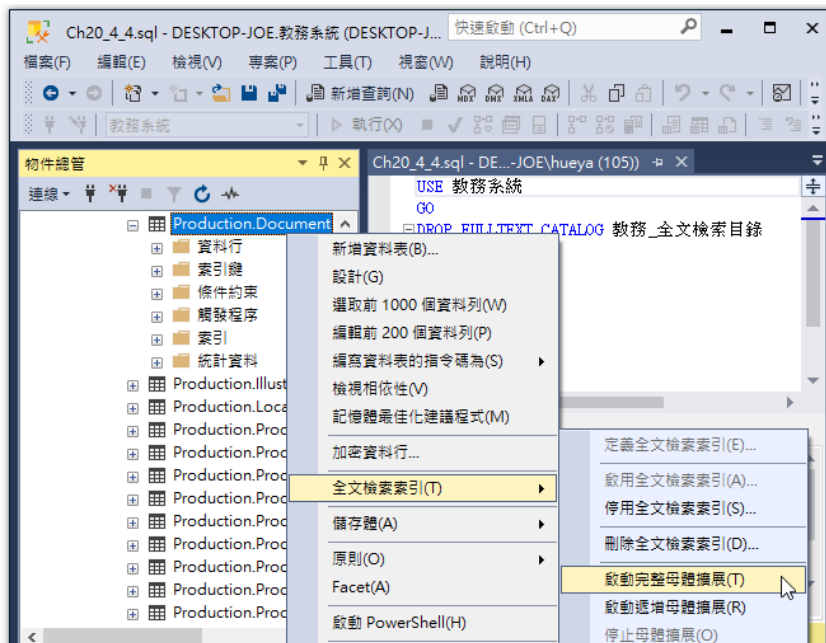 Ch20_4_4.sql - DESKTOP-JOE.教務系統 (DESKTOP-J...
快速啟動 (Ctrl+Q)
檔案(F) 編輯(E) 檢視(V) 專案(P) 工具(T) 視窗(W) 說明(H)
新增查詢(N) MDX DMX XMLA DAX
教務系統 執行(X)
物件總管
Ch20_4_4.sql - DE...-JOE\hueya (105))
連線
USE 教務系統
GO
DROP FULLTEXT CATALOG 教務_全文檢索目錄
Production.Document
資料行
索引鍵
條件約束
觸發程序
索引
統計資料
Production.Illust
Production.Loca
Production.Proc
Production.Proc
Production.Proc
Production.Proc
Production.Proc
Production.Proc
Production.Proc
Production.Proc
Production.Proc
新增資料表(B)...
設計(G)
選取前 1000 個資料列(W)
編輯前 200 個資料列(P)
編寫資料表的指令碼為(S)
檢視相依性(V)
記憶體最佳化建議程式(M)
加密資料行...
全文檢索索引(T)
儲存體(A)
原則(O)
Facet(A)
啟動 PowerShell(H)
定義全文檢索索引(E)...
啟用全文檢索索引(A)...
停用全文檢索索引(S)...
刪除全文檢索索引(D)...
啟動完整母體擴展(T)
啟動遞增母體擴展(R)
停止母體擴展(O)